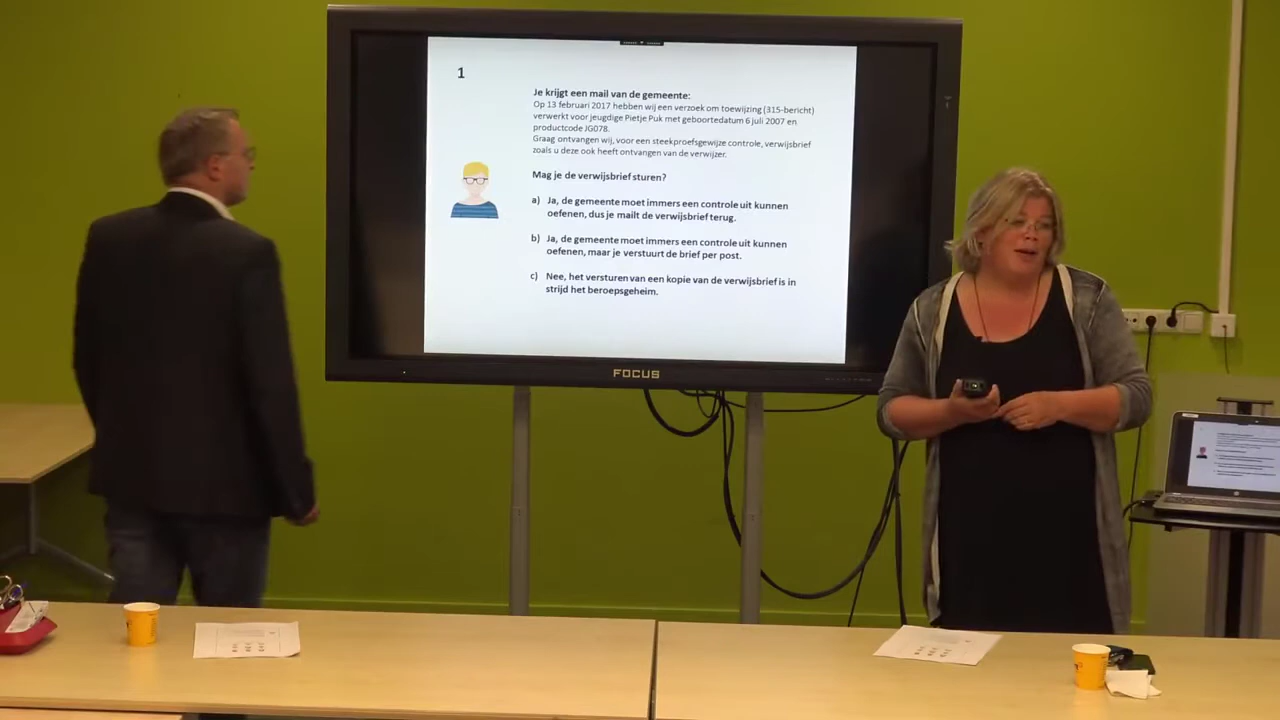 1
Je krijgt een mail van de gemeente:
Op 13 februari 2017 hebben wij een verzoek om toewijzing (315-bericht)
verwerkt voor jeugdige Pietje Puk met geboortedatum 6 juli 2007 en
productcode JG078.
Graag ontvangen wij, voor een steekproefsgewijze controle, verwijsbrief
zoals u deze ook heeft ontvangen van de verwijzer.
Mag je de verwijsbrief sturen?
a) Ja, de gemeente moet immers een controle uit kunnen
oefenen, dus je mailt de verwijsbrief terug.
b) Ja, de gemeente moet immers een controle uit kunnen
oefenen, maar je verstuurt de brief per post.
c) Nee, het versturen van een kopie van de verwijsbrief is in
strijd het beroepsgeheim.
FOCUS